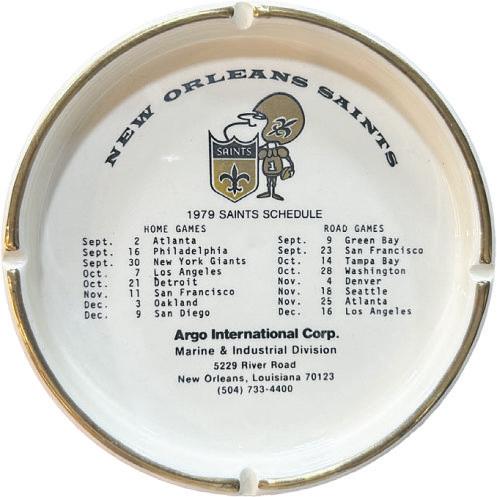 NEW ORLEANS SAINTS
SAINTS
1
1979 SAINTS SCHEDULE
HOME GAMES ROAD GAMES
Sept. 2 Atlanta Sept. 9 Green Bay
Sept. 16 Philadelphia Sept. 23 San Francisco
Sept. 30 New York Giants Oct. 14 Tampa Bay
Oct. 7 Los Angeles Oct. 28 Washington
Oct. 21 Detroit Nov. 4 Denver
Nov. 11 San Francisco Nov. 18 Seattle
Dec. 3 Oakland Nov. 25 Atlanta
Dec. 9 San Diego Dec. 16 Los Angeles
Argo International Corp.
Marine & Industrial Division
5229 River Road
New Orleans, Louisiana 70123
(504) 733-4400